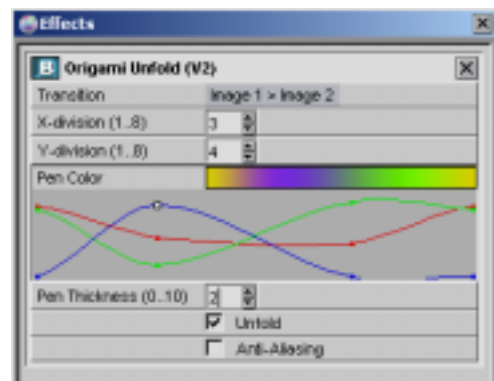 Effects
Origami Unfold (V2)
Transition Image 1 > Image 2
X-division (1..8) 3
Y-division (1..8) 4
Pen Color
Pen Thickness (0..10) 2
Unfold
Anti-Aliasing